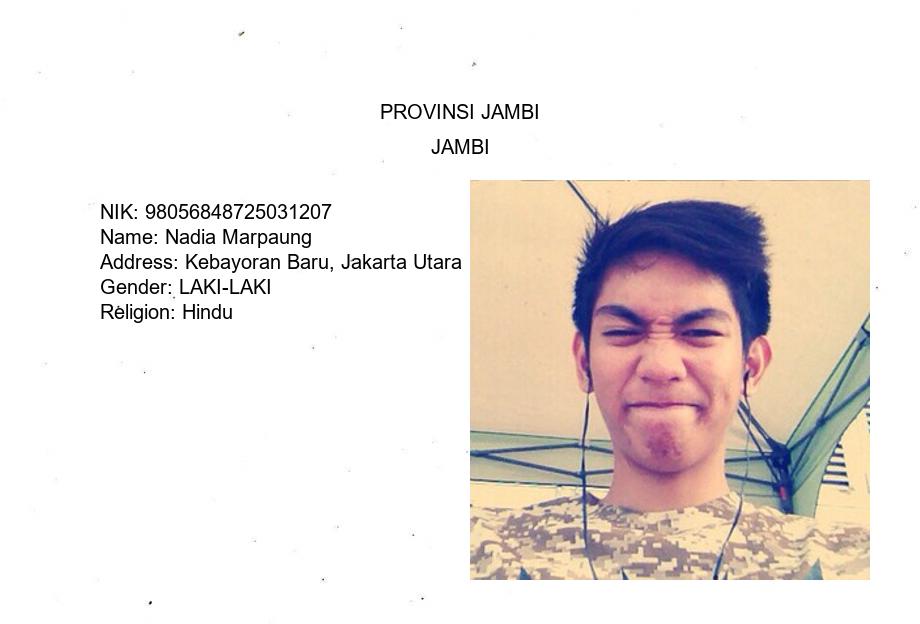 PROVINSI JAMBI
JAMBI
NIK: 98056848725031207
Name: Nadia Marpaung
Address: Kebayoran Baru, Jakarta Utara
Gender: LAKI-LAKI
Religion: Hindu